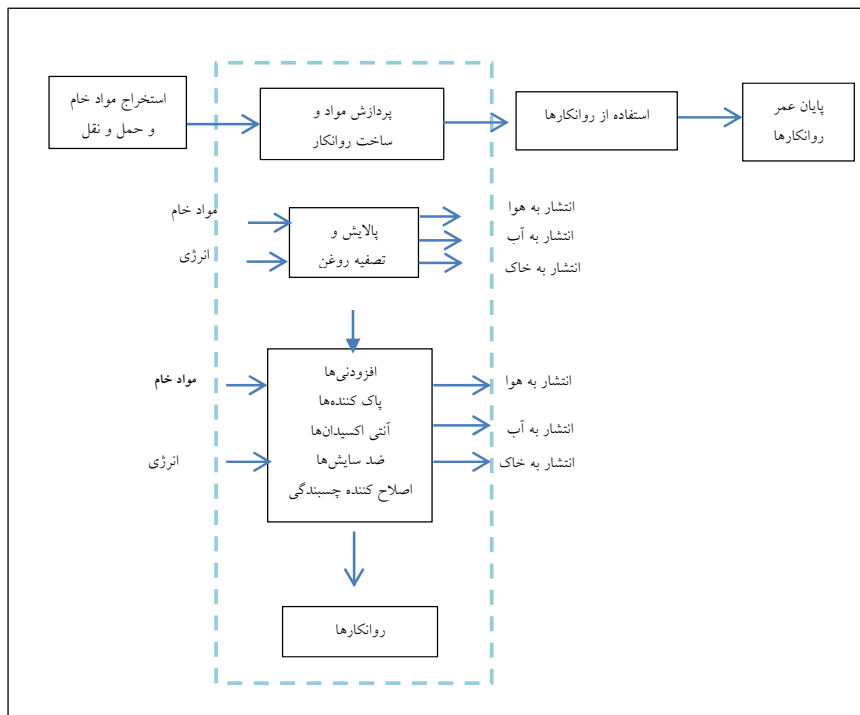 استخراج مواد خام
و حمل و نقل
پردازش مواد و
ساخت روانکار
استفاده از روانکارها
پایان عمر
روانکارها
مواد خام
انرژی
پالایش و
تصفیه روغن
انتشار به هوا
انتشار به آب
انتشار به خاک
مواد خام
انرژی
افزودنی‌ها
پاک کننده‌ها
آنتی اکسیدان‌ها
ضد سایش‌ها
اصلاح کننده چسبندگی
انتشار به هوا
انتشار به آب
انتشار به خاک
روانکارها